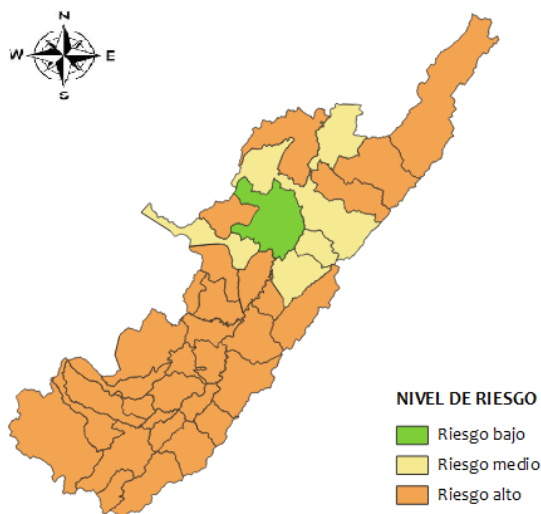 N
W E
S
NIVEL DE RIESGO
Riesgo bajo
Riesgo medio
Riesgo alto